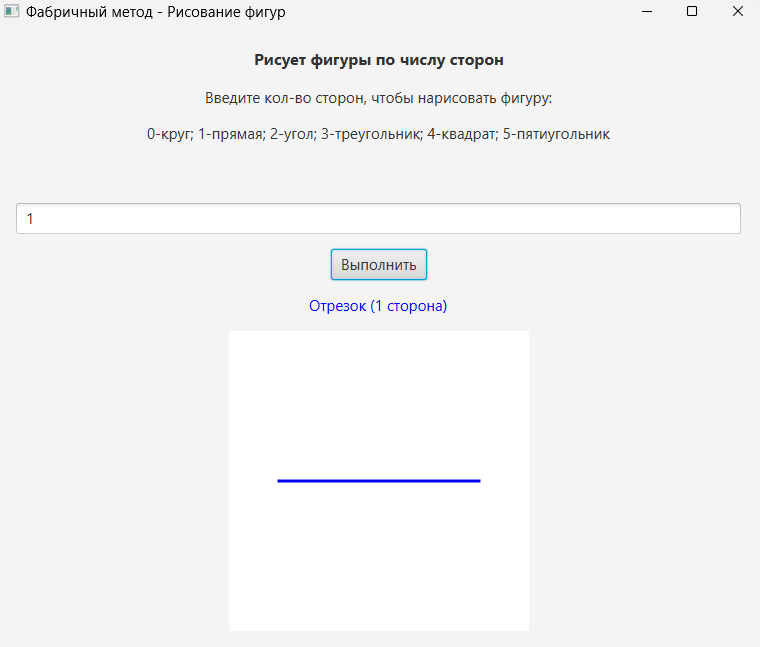 Фабричный метод - Рисование фигур
Рисует фигуры по числу сторон
Введите кол-во сторон, чтобы нарисовать фигуру:
0-круг; 1-прямая; 2-угол; 3-треугольник; 4-квадрат; 5-пятиугольник
1
Выполнить
Отрезок (1 сторона)